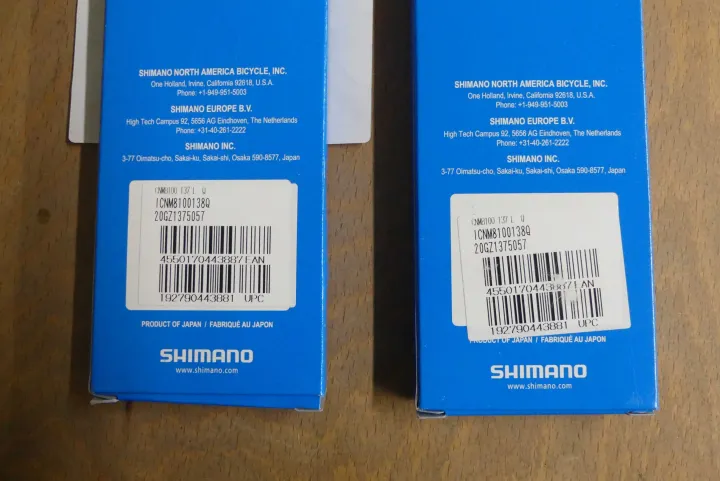 SHIMANO NORTH AMERICA BICYCLE, INC.
One Holland, Irvine, California 92618, U.S.A.
Phone: +1-949-951-5003
SHIMANO EUROPE B.V.
High Tech Campus 92, 5656 AG Eindhoven, The Netherlands
Phone: +31-40-261-2222
SHIMANO INC.
3-77 Oimatsu-cho, Sakai-ku, Sakai-shi, Osaka 590-8577, Japan
CNM8100 137 L Q
ICNM8100138Q
20GZ1375057
4550170443887 EAN
192790443881 UPC
PRODUCT OF JAPAN / FABRIQUÉ AU JAPON
SHIMANO
www.shimano.com
SHIMANO NORTH AMERICA BICYCLE, INC.
One Holland, Irvine, California 92618, U.S.A.
Phone: +1-949-951-5003
SHIMANO EUROPE B.V.
High Tech Campus 92, 5656 AG Eindhoven, The Netherlands
Phone: +31-40-261-2222
SHIMANO INC.
3-77 Oimatsu-cho, Sakai-ku, Sakai-shi, Osaka 590-8577, Japan
CNM8100 137 L Q
ICNM8100138Q
20GZ1375057
192790443881 UPC
OF JAPAN / FABRIQUÉ AU JAPON
SHIMANO
www.shimano.com